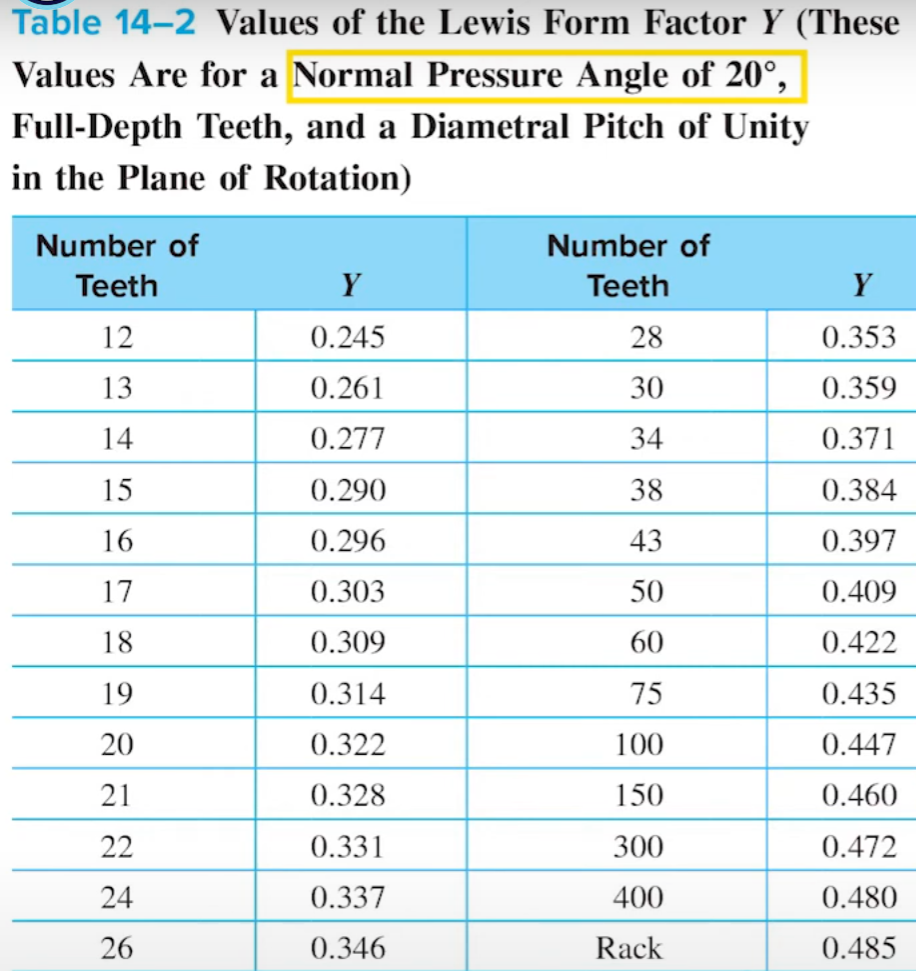 Table 14–2 Values of the Lewis Form Factor Y (These
Values Are for a Normal Pressure Angle of 20°,
Full-Depth Teeth, and a Diametral Pitch of Unity
in the Plane of Rotation)
Number of Teeth Y Number of Teeth Y
12 0.245 28 0.353
13 0.261 30 0.359
14 0.277 34 0.371
15 0.290 38 0.384
16 0.296 43 0.397
17 0.303 50 0.409
18 0.309 60 0.422
19 0.314 75 0.435
20 0.322 100 0.447
21 0.328 150 0.460
22 0.331 300 0.472
24 0.337 400 0.480
26 0.346 Rack 0.485